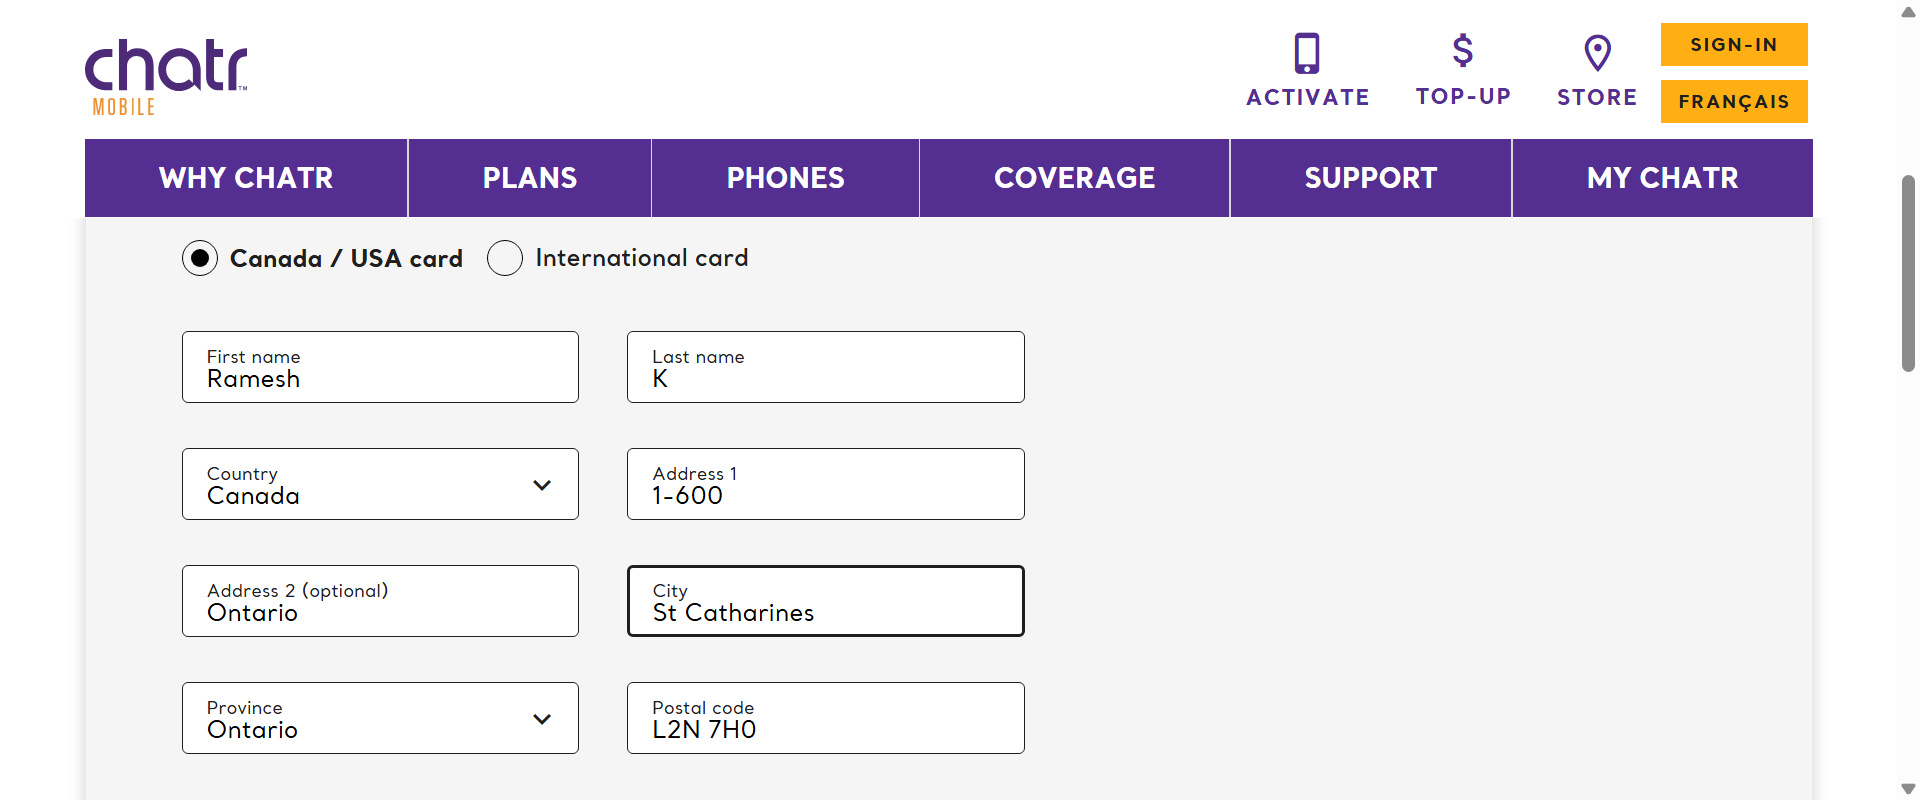 chatr™
MOBILE
ACTIVATE
TOP-UP
STORE
SIGN-IN
FRANÇAIS
WHY CHATR
PLANS
PHONES
COVERAGE
SUPPORT
MY CHATR
Canada / USA card
International card
First name
Ramesh
Last name
K
Country
Canada
Address 1
1-600
Address 2 (optional)
Ontario
City
St Catharines
Province
Ontario
Postal code
L2N 7H0